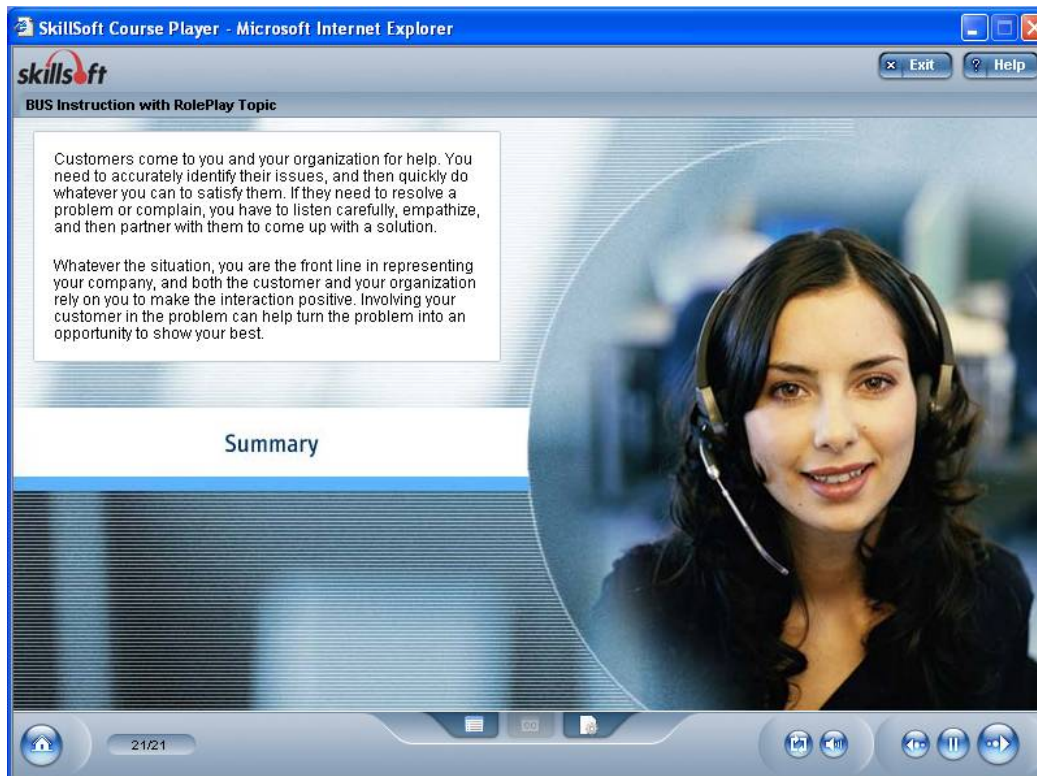 SkillSoft Course Player - Microsoft Internet Explorer
skillsoft
Exit
Help
BUS Instruction with RolePlay Topic
Customers come to you and your organization for help. You
need to accurately identify their issues, and then quickly do
whatever you can to satisfy them. If they need to resolve a
problem or complain, you have to listen carefully, empathize,
and then partner with them to come up with a solution.
Whatever the situation, you are the front line in representing
your company, and both the customer and your organization
rely on you to make the interaction positive. Involving your
customer in the problem can help turn the problem into an
opportunity to show your best.
Summary
21/21